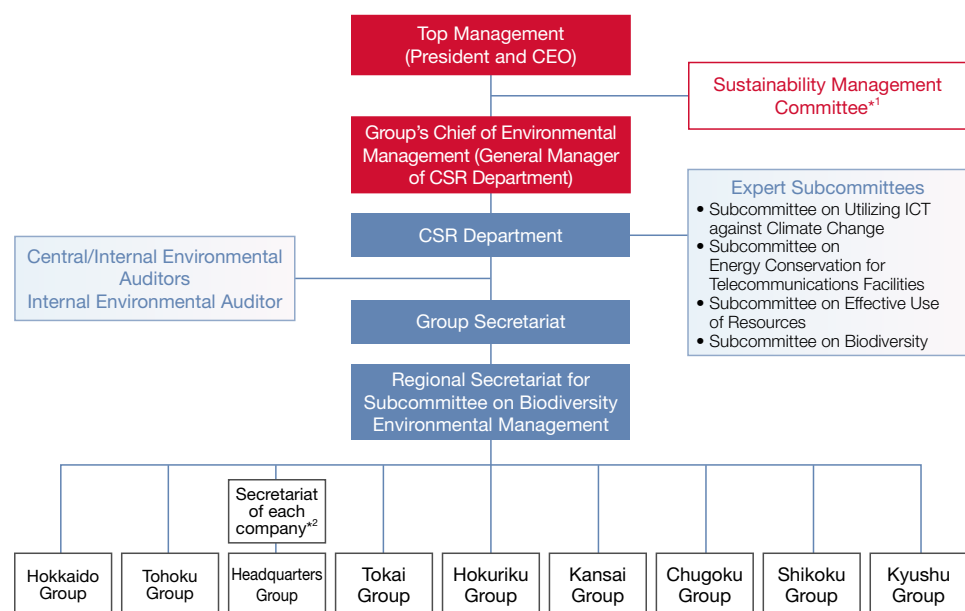 Top Management
(President and CEO)
Sustainability Management
Committee*1
Group's Chief of Environmental
Management (General Manager
of CSR Department)
Expert Subcommittees
• Subcommittee on Utilizing ICT
against Climate Change
• Subcommittee on
Energy Conservation for
Telecommunications Facilities
• Subcommittee on Effective Use
of Resources
• Subcommittee on Biodiversity
CSR Department
Central/Internal Environmental
Auditors
Internal Environmental Auditor
Group Secretariat
Regional Secretariat for
Subcommittee on Biodiversity
Environmental Management
Secretariat
of each
company*2
Hokkaido
Group
Tohoku
Group
Headquarters
Group
Tokai
Group
Hokuriku
Group
Kansai
Group
Chugoku
Group
Shikoku
Group
Kyushu
Group